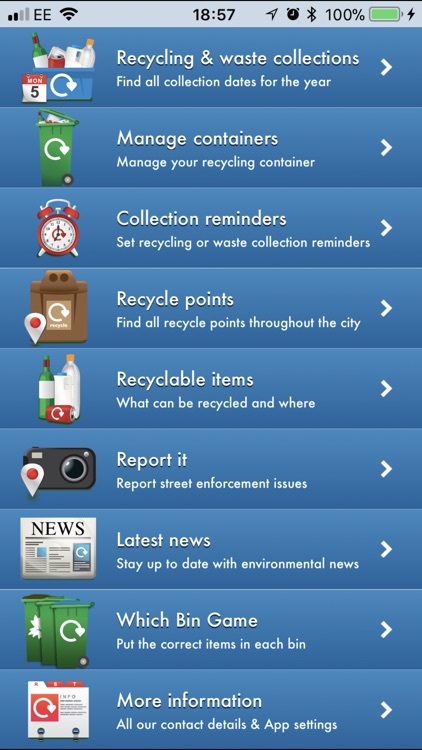 EE 18:57 100%
Recycling & waste collections
Find all collection dates for the year
MON
5
Manage containers
Manage your recycling container
Collection reminders
Set recycling or waste collection reminders
Recycle points
Find all recycle points throughout the city
recycle
Recyclable items
What can be recycled and where
Report it
Report street enforcement issues
NEWS
Latest news
Stay up to date with environmental news
Which Bin Game
Put the correct items in each bin
INFO
More information
All our contact details & App settings